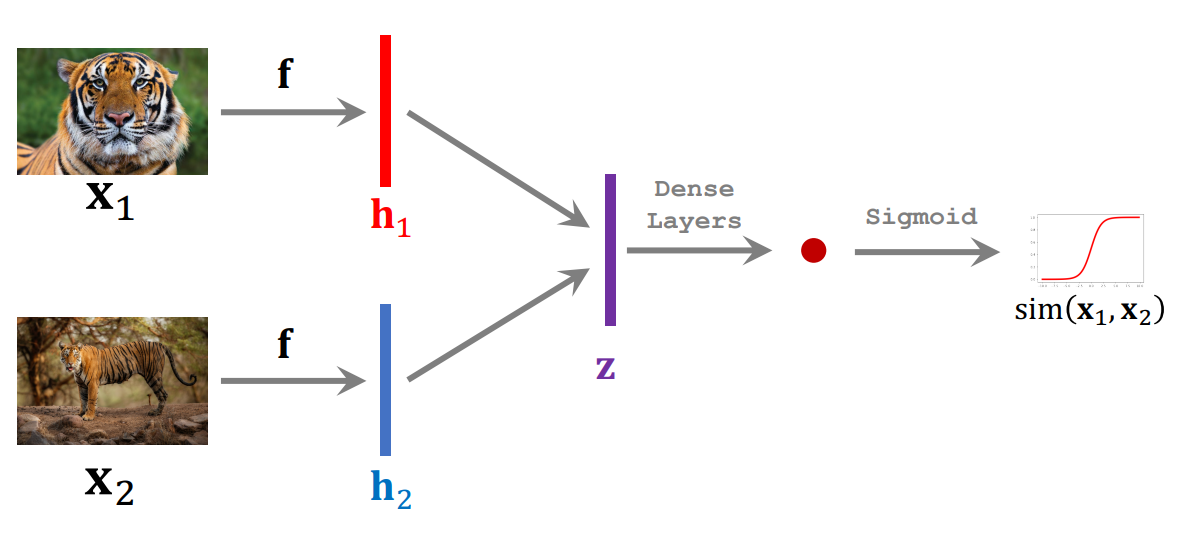 f
x₁
h₁
Dense
Layers
Sigmoid
z
sim(x₁, x₂)
f
x₂
h₂